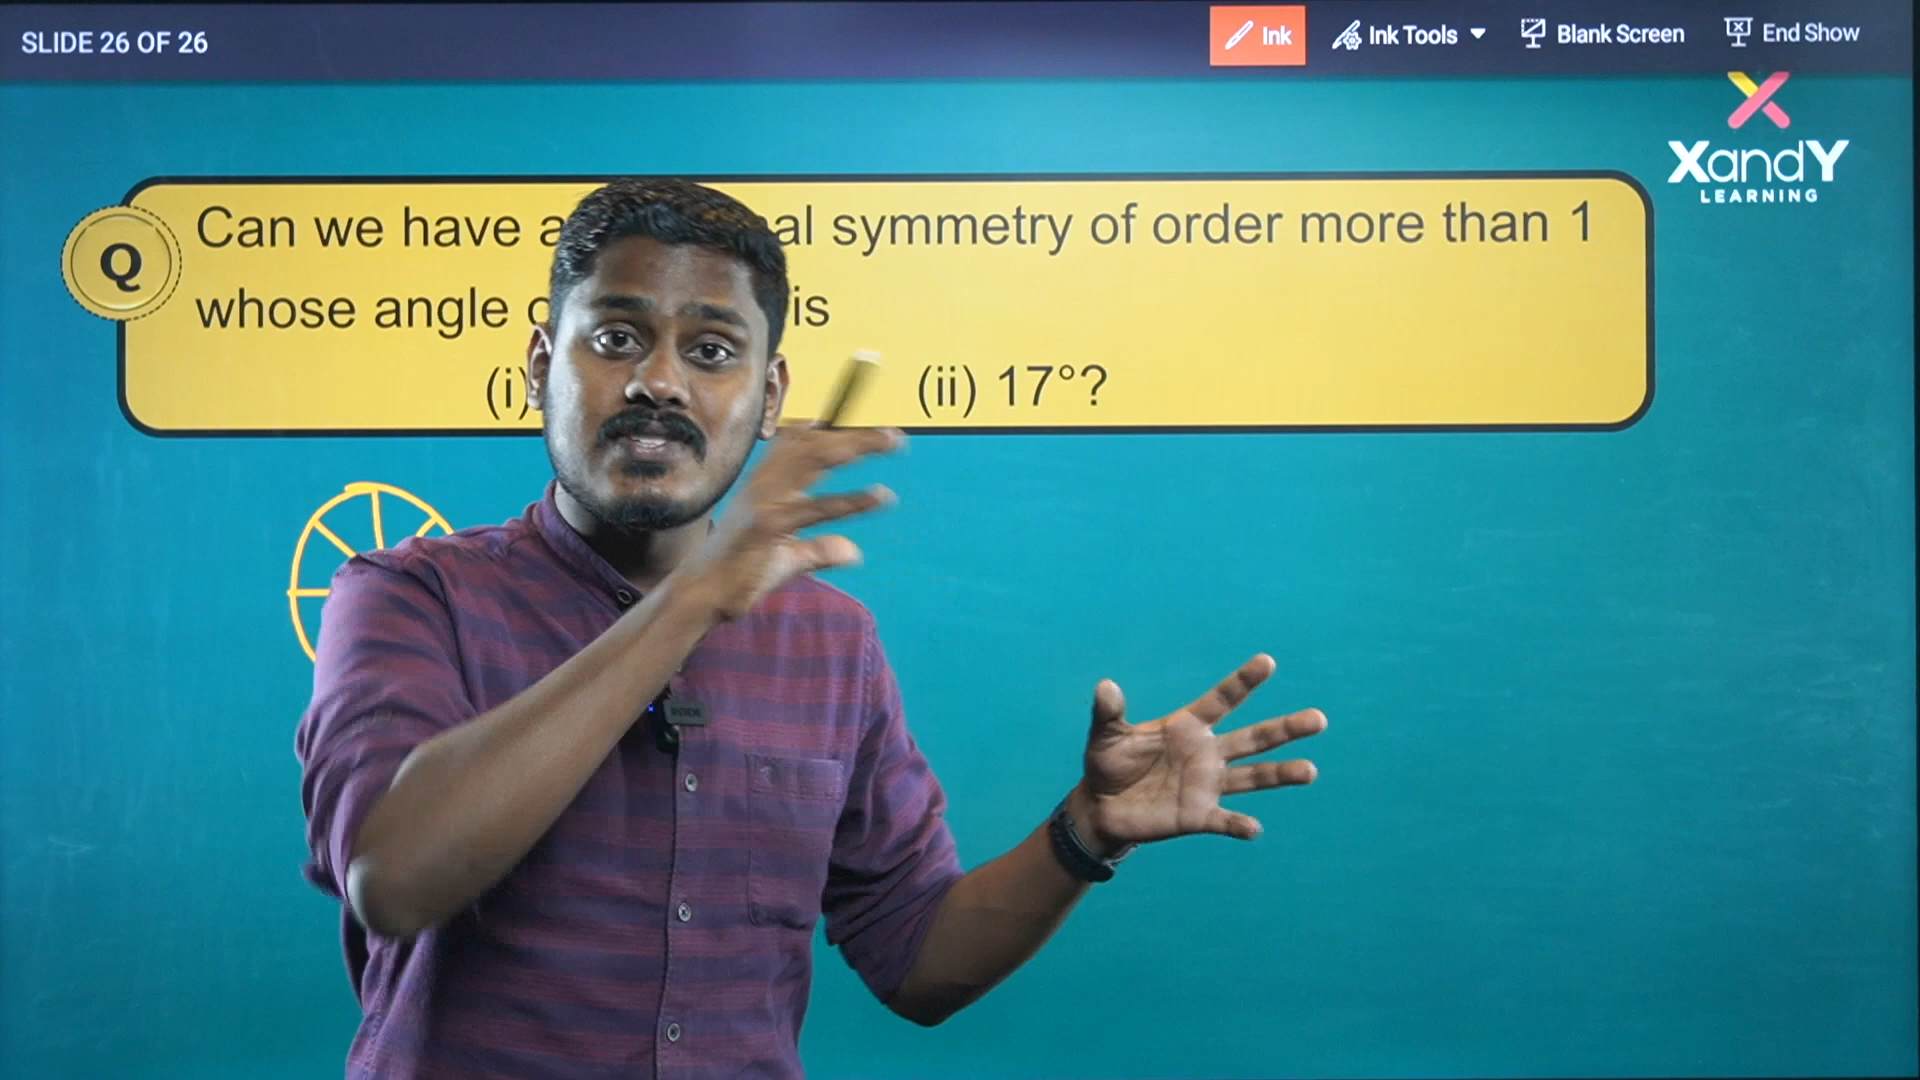 SLIDE 26 OF 26
Ink
Ink Tools
Blank Screen
End Show
XandY
LEARNING
Q
Can we have a al symmetry of order more than 1
whose angle is
(i) (ii) 17°?